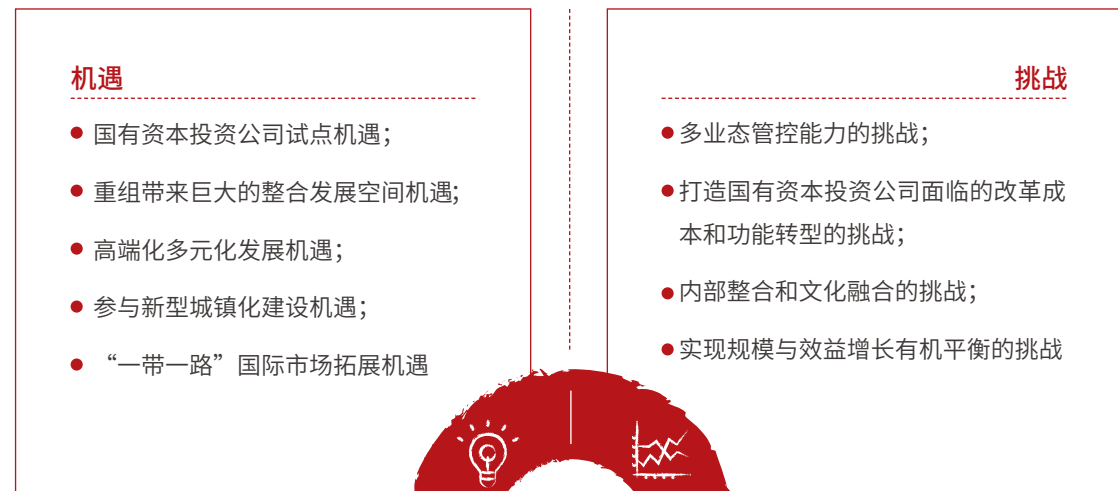 机遇
国有资本投资公司试点机遇；
重组带来巨大的整合发展空间机遇；
高端化多元化发展机遇；
参与新型城镇化建设机遇；
“一带一路”国际市场拓展机遇
挑战
多业态管控能力的挑战；
打造国有资本投资公司面临的改革成
本和功能转型的挑战；
内部整合和文化融合的挑战；
实现规模与效益增长有机平衡的挑战